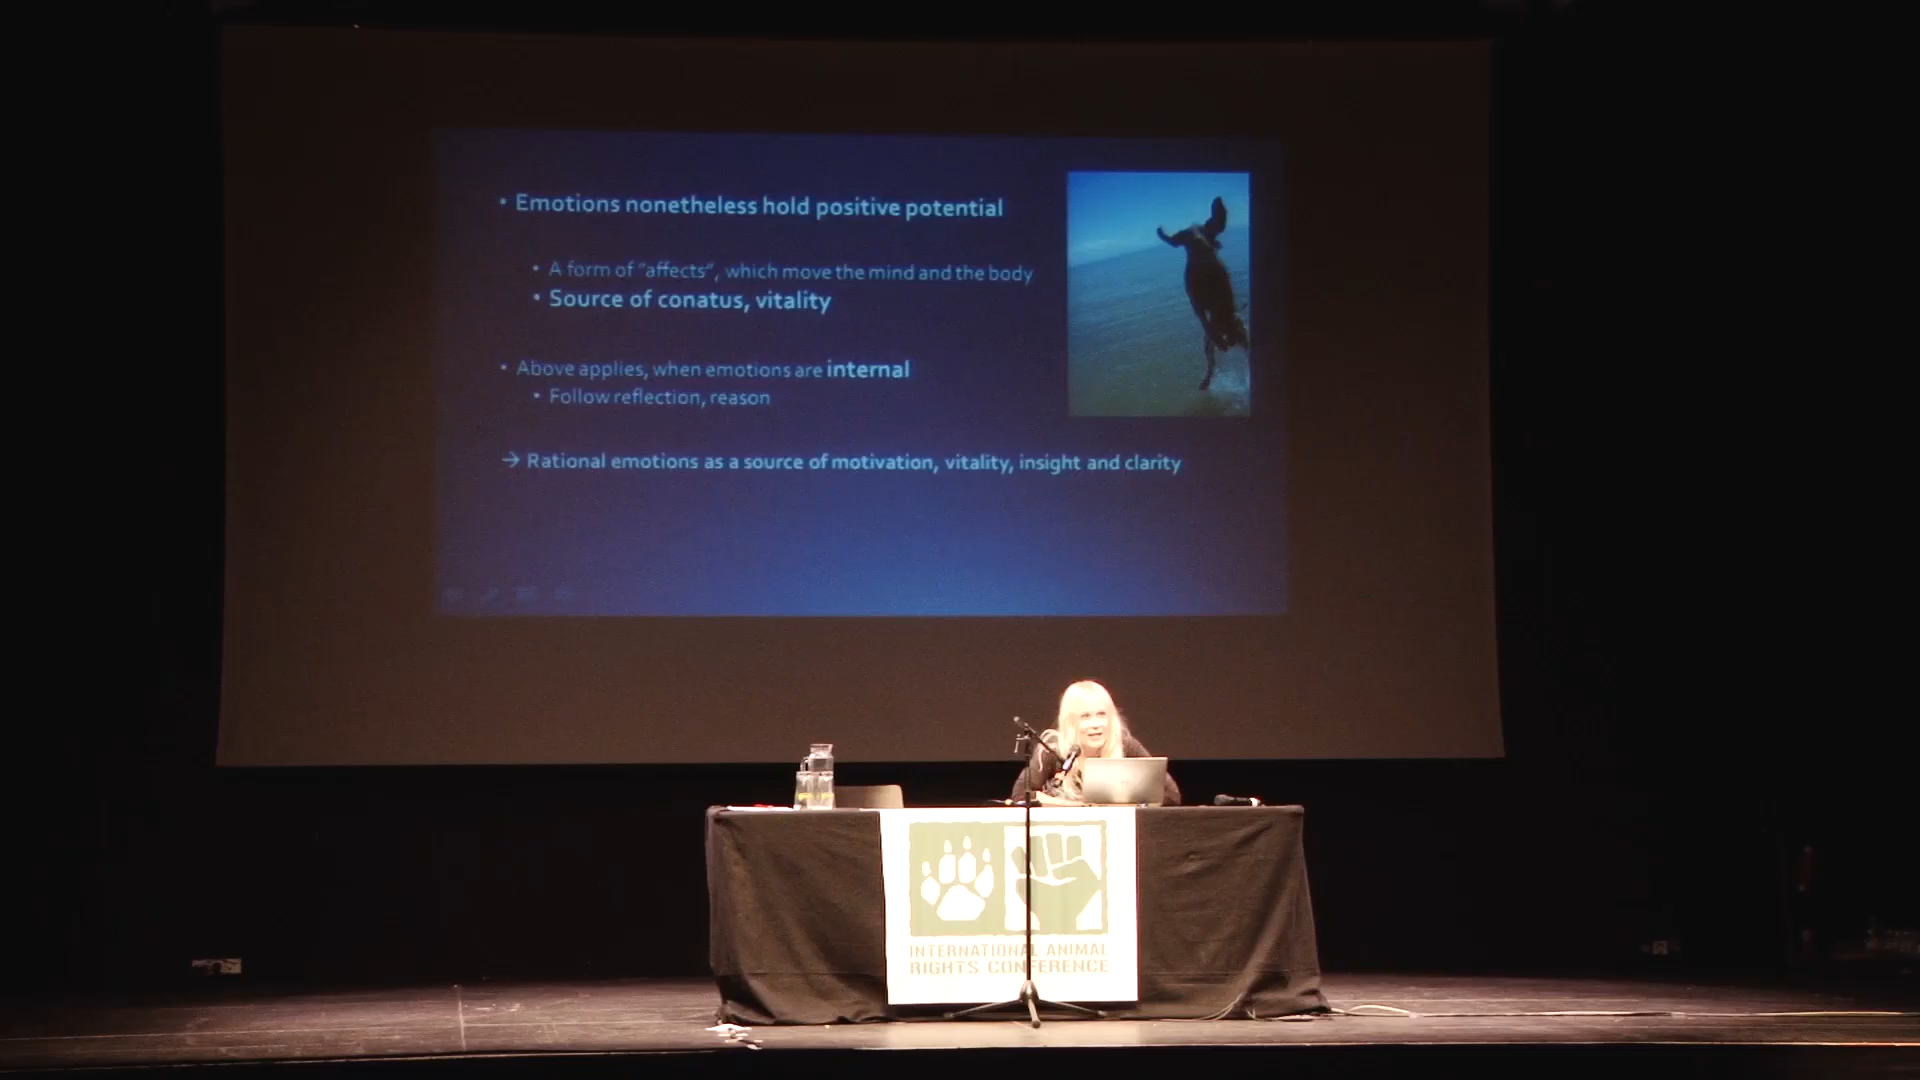 • Emotions nonetheless hold positive potential
• A form of "affects", which move the mind and the body
• Source of conatus, vitality
• Above applies, when emotions are internal
• Follow reflection, reason
→ Rational emotions as a source of motivation, vitality, insight and clarity
INTERNATIONAL ANIMAL
RIGHTS CONFERENCE